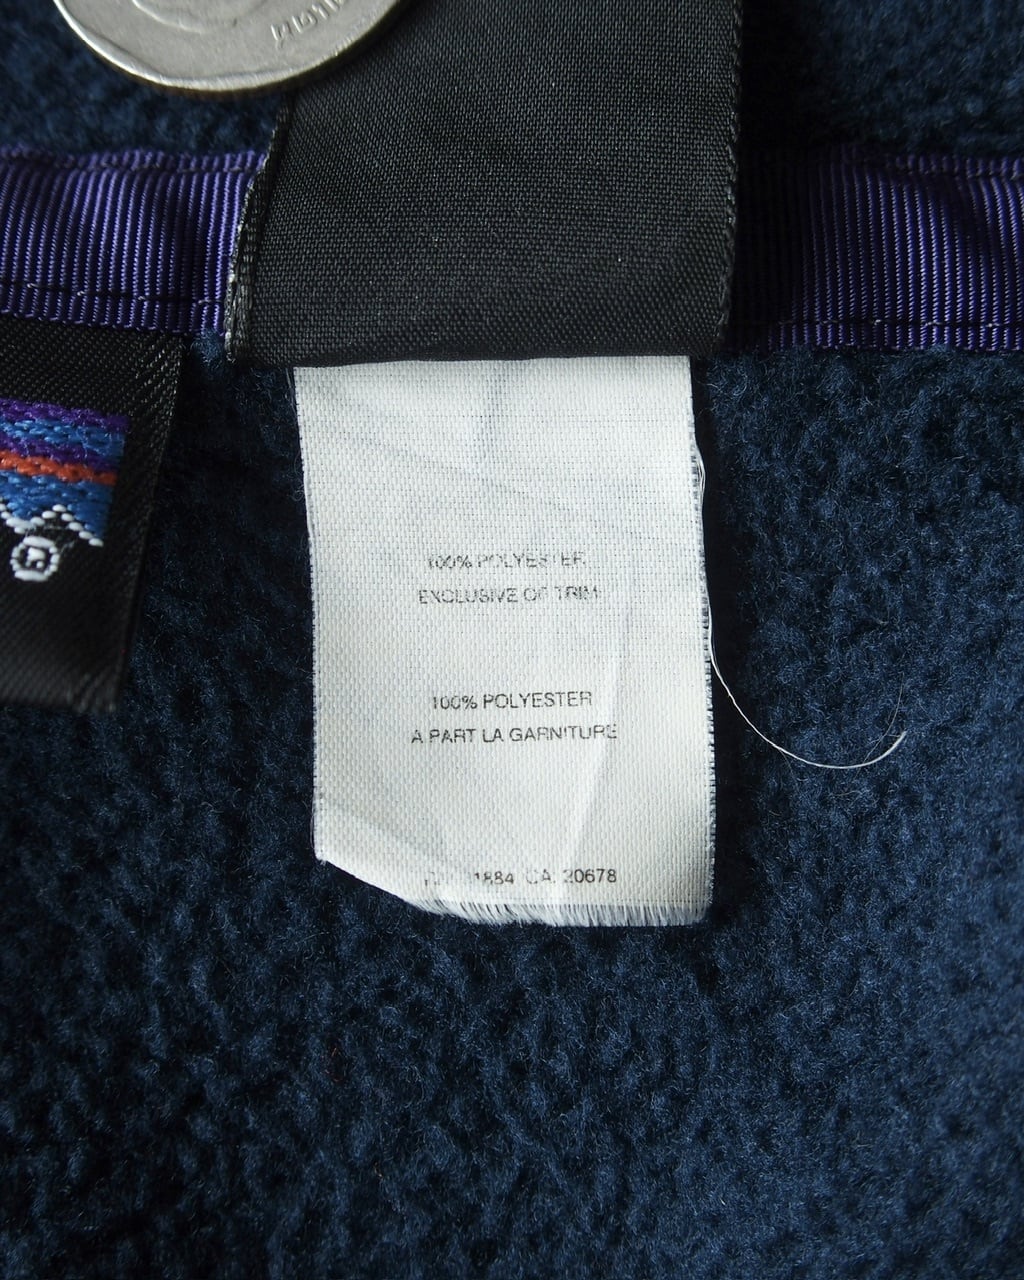 ®
100% POLYESTER
EXCLUSIVE OF TRIM
100% POLYESTER
A PART LA GARNITURE
CA. 20678